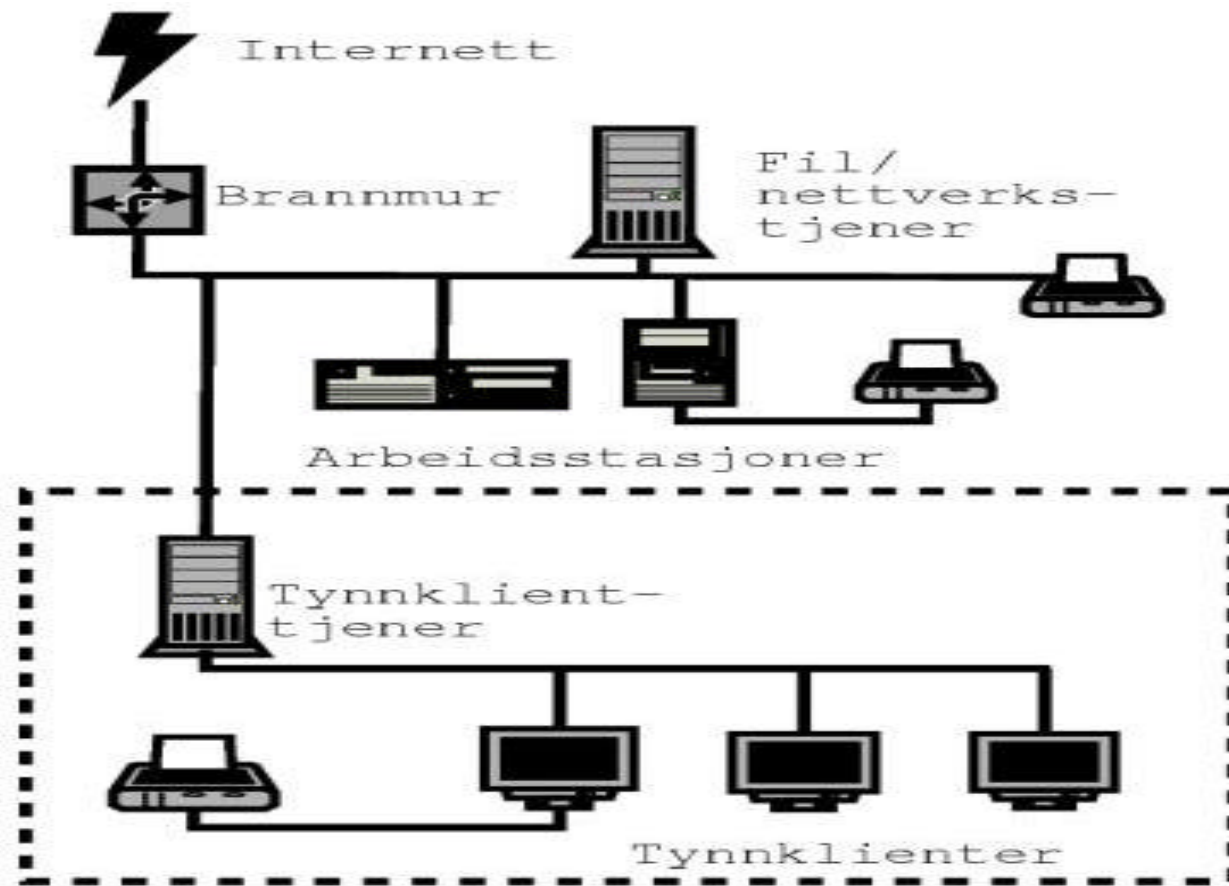 Internett
Brannmur
Fil/
nettverks-
tjener
Arbeidsstasjoner
Tynnklient-
tjener
Tynnklienter